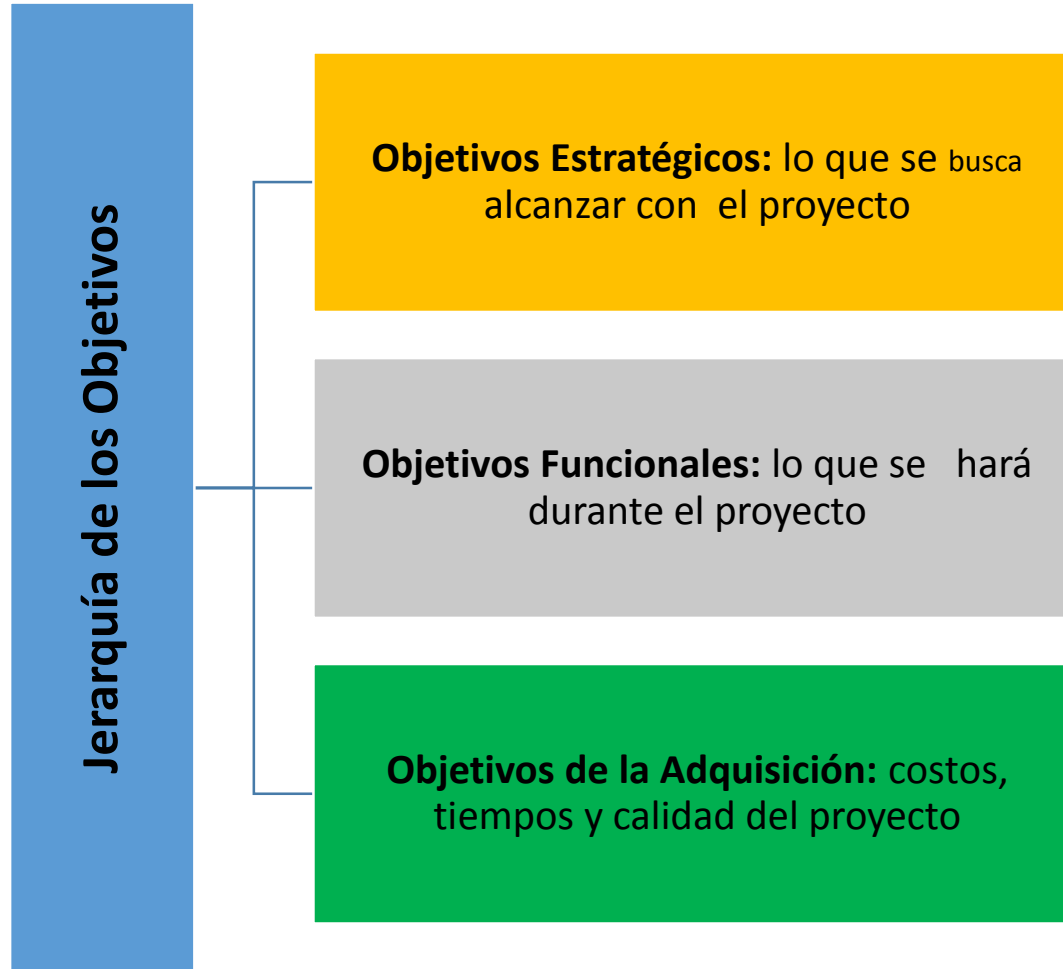 Jerarquía de los Objetivos
Objetivos Estratégicos: lo que se busca
alcanzar con el proyecto
Objetivos Funcionales: lo que se hará
durante el proyecto
Objetivos de la Adquisición: costos,
tiempos y calidad del proyecto